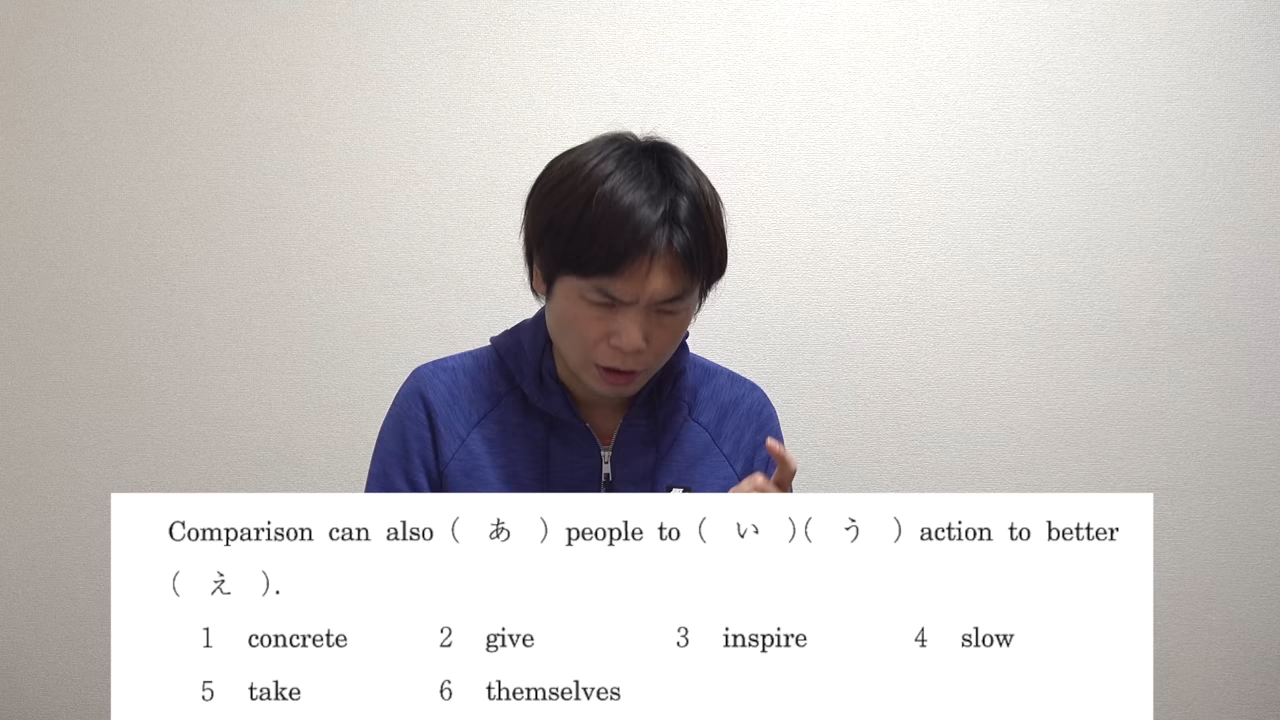 Comparison can also ( あ ) people to ( い )( う ) action to better
( え ).
1 concrete 2 give 3 inspire 4 slow
5 take 6 themselves